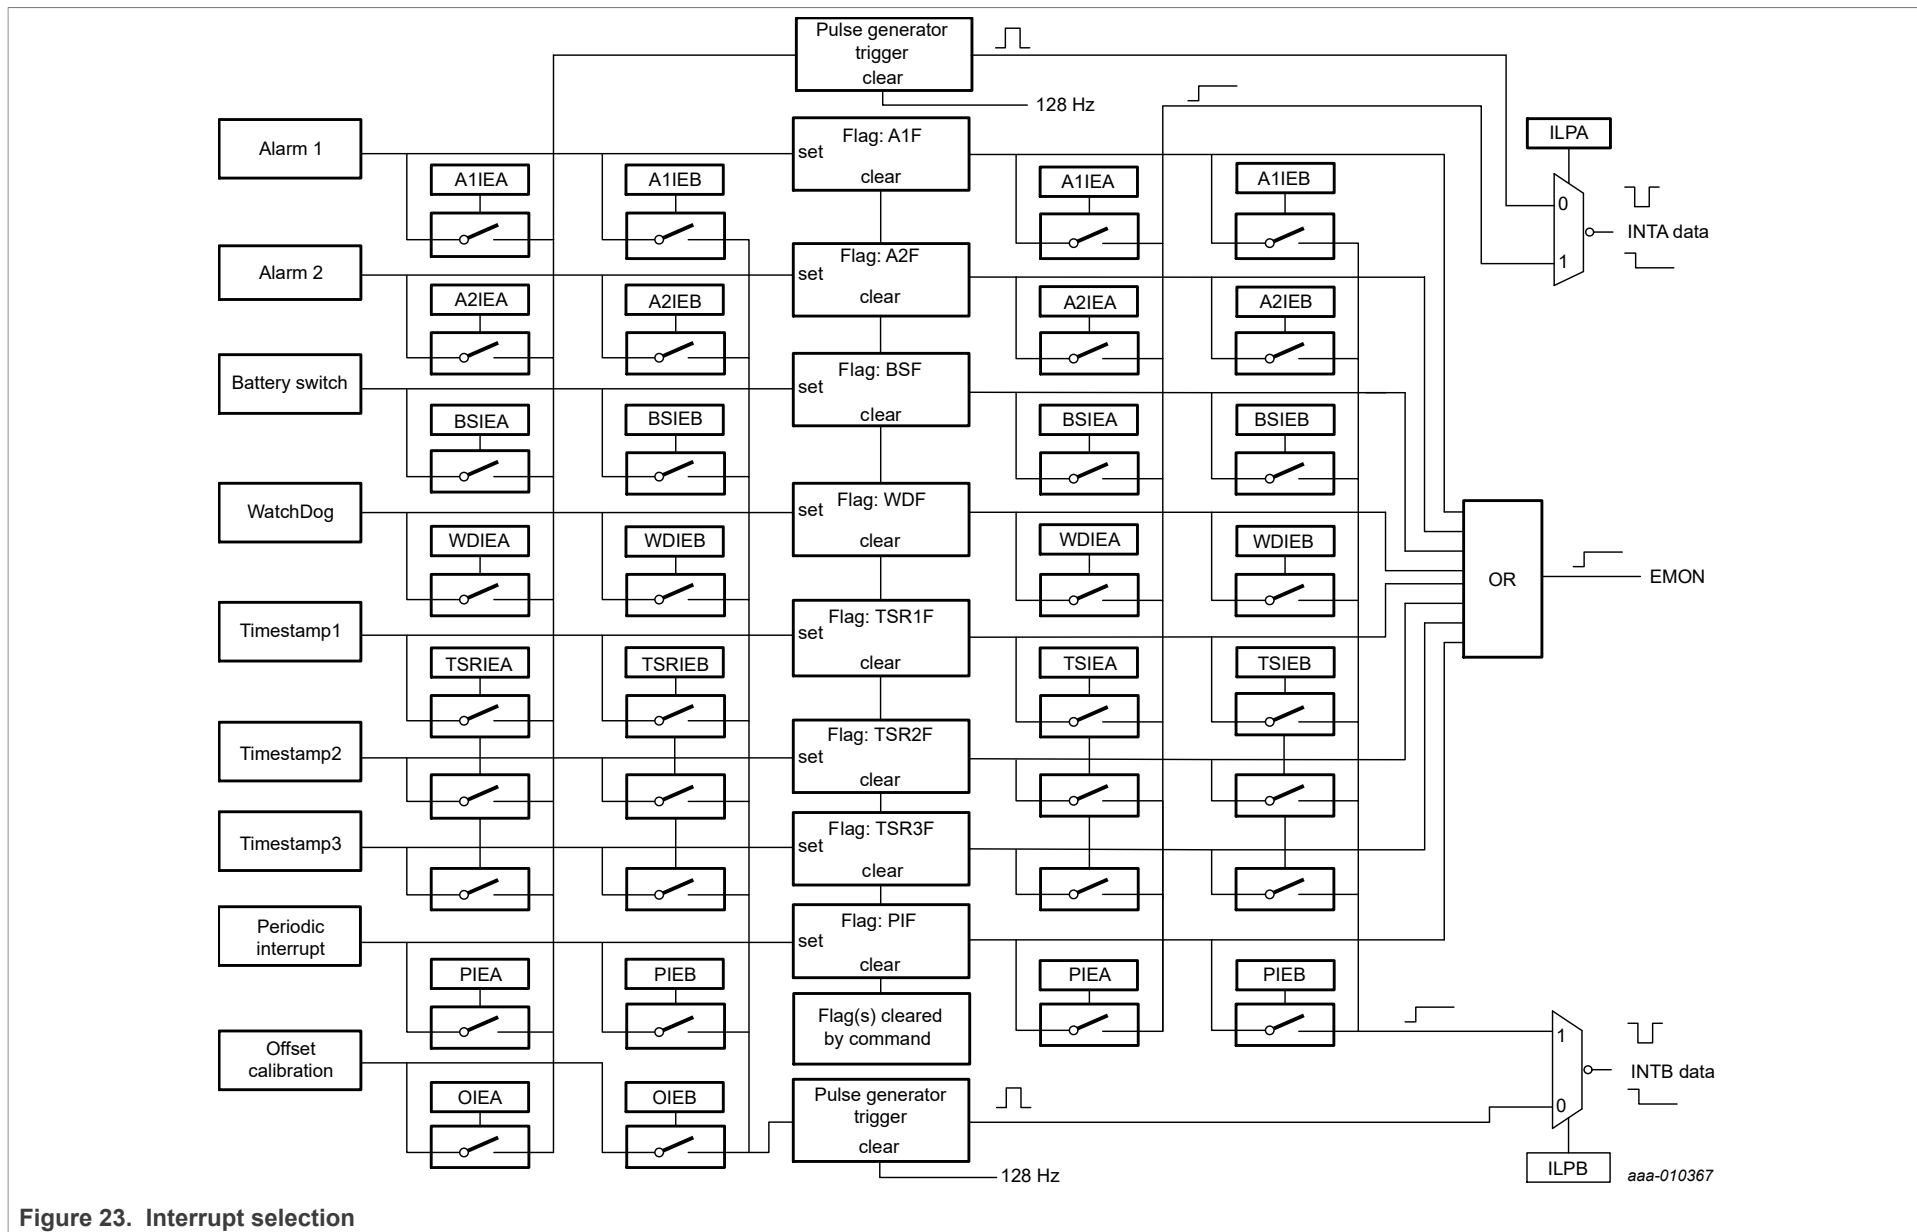 Pulse generator
trigger
clear
128 Hz
Alarm 1
Flag: A1F
set
clear
ILPA
A1IEA
A1IEB
A1IEA
A1IEB
0
INTA data
1
Alarm 2
Flag: A2F
set
clear
A2IEA
A2IEB
A2IEA
A2IEB
Battery switch
Flag: BSF
set
clear
BSIEA
BSIEB
BSIEA
BSIEB
WatchDog
Flag: WDF
set
clear
WDIEA
WDIEB
WDIEA
WDIEB
OR
EMON
Timestamp1
Flag: TSR1F
set
clear
TSRIEA
TSRIEB
TSIEA
TSIEB
Timestamp2
Flag: TSR2F
set
clear
Timestamp3
Flag: TSR3F
set
clear
Periodic
interrupt
Flag: PIF
set
clear
PIEA
PIEB
PIEA
PIEB
Flag(s) cleared
by command
Offset
calibration
1
INTB data
0
OIEA
OIEB
Pulse generator
trigger
clear
128 Hz
ILPB
aaa-010367
Figure 23. Interrupt selection